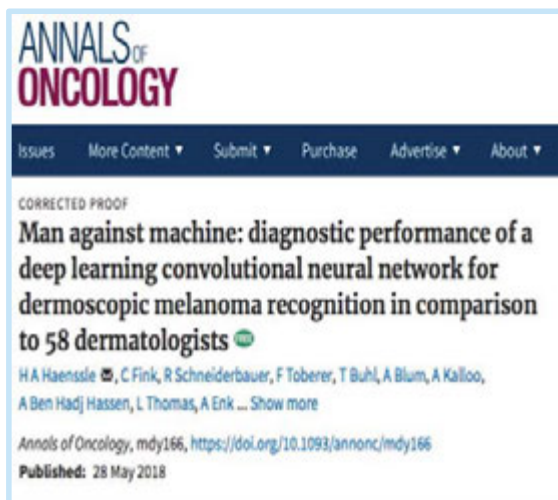 ANNALS OF
ONCOLOGY
Issues More Content ▼ Submit ▼ Purchase Advertise ▼ About ▼
CORRECTED PROOF
Man against machine: diagnostic performance of a
deep learning convolutional neural network for
dermoscopic melanoma recognition in comparison
to 58 dermatologists FREE
H A Haenssle ✉, C Fink, R Schneiderbauer, F Toberer, T Buhl, A Blum, A Kalloo,
A Ben Hadj Hassen, L Thomas, A Enk ... Show more
Annals of Oncology, mdy166, https://doi.org/10.1093/annonc/mdy166
Published: 28 May 2018